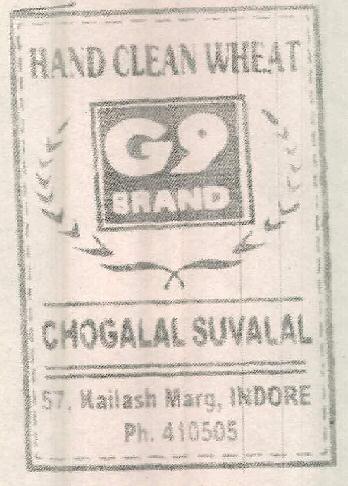 HAND CLEAN WHEAT
G9
BRAND
CHOGALAL SUVALAL
57, Kailash Marg, INDORE
Ph. 410505